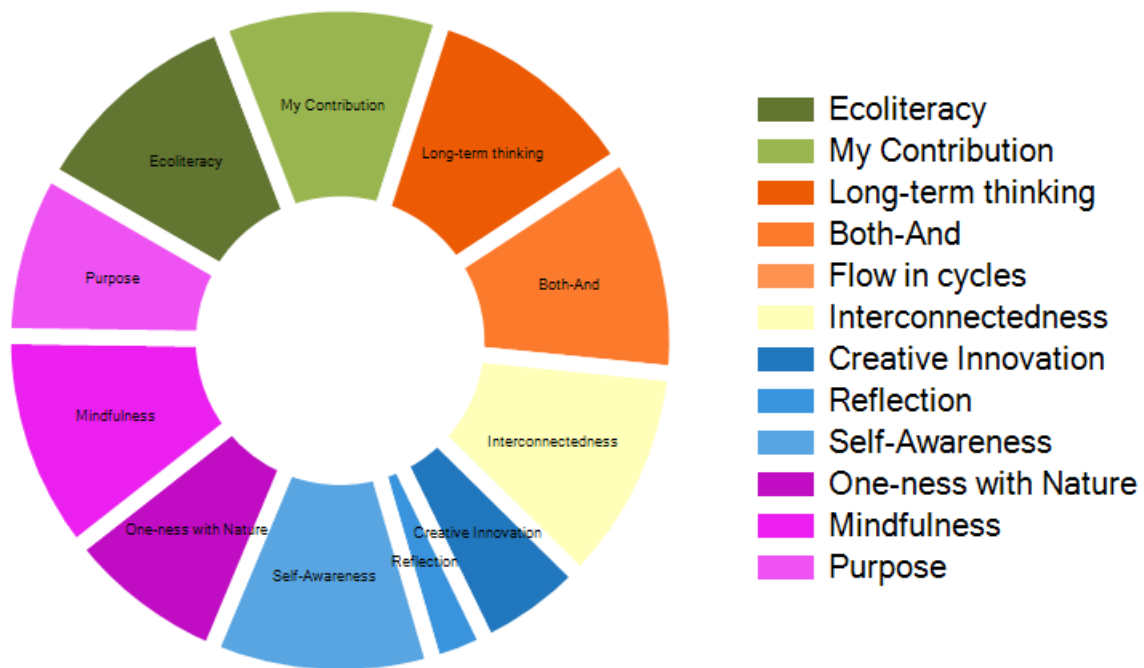 My Contribution
Long-term thinking
Ecoliteracy
Purpose
Both-And
Mindfulness
Interconnectedness
One-ness with Nature
Creative Innovation
Reflection
Self-Awareness
Ecoliteracy
My Contribution
Long-term thinking
Both-And
Flow in cycles
Interconnectedness
Creative Innovation
Reflection
Self-Awareness
One-ness with Nature
Mindfulness
Purpose